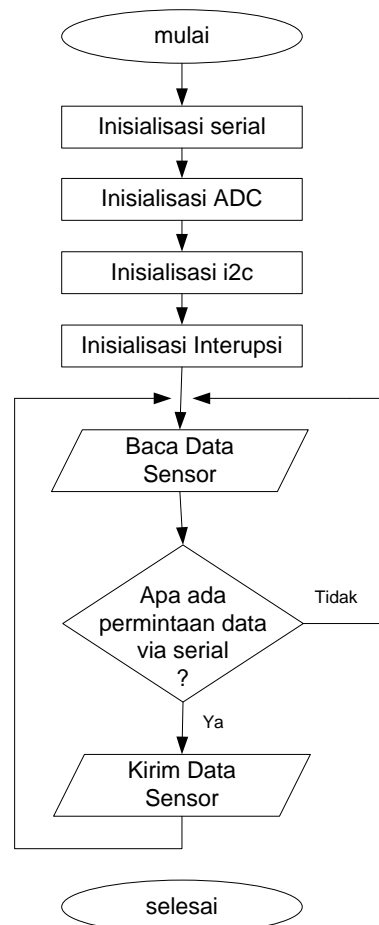 mulai
Inisialisasi serial
Inisialisasi ADC
Inisialisasi i2c
Inisialisasi Interupsi
Baca Data
Sensor
Apa ada
permintaan data
via serial
?
Tidak
Ya
Kirim Data
Sensor
selesai